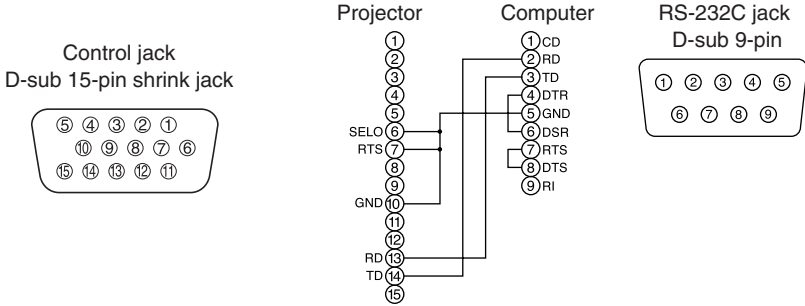 Control jack
D-sub 15-pin shrink jack
⑤ ④ ③ ② ①
⑩ ⑨ ⑧ ⑦ ⑥
⑮ ⑭ ⑬ ⑫ ⑪
Projector
①
②
③
④
⑤
SELO ⑥
RTS ⑦
⑧
⑨
GND ⑩
⑪
⑫
RD ⑬
TD ⑭
⑮
Computer
① CD
② RD
③ TD
④ DTR
⑤ GND
⑥ DSR
⑦ RTS
⑧ DTS
⑨ RI
RS-232C jack
D-sub 9-pin
① ② ③ ④ ⑤
⑥ ⑦ ⑧ ⑨